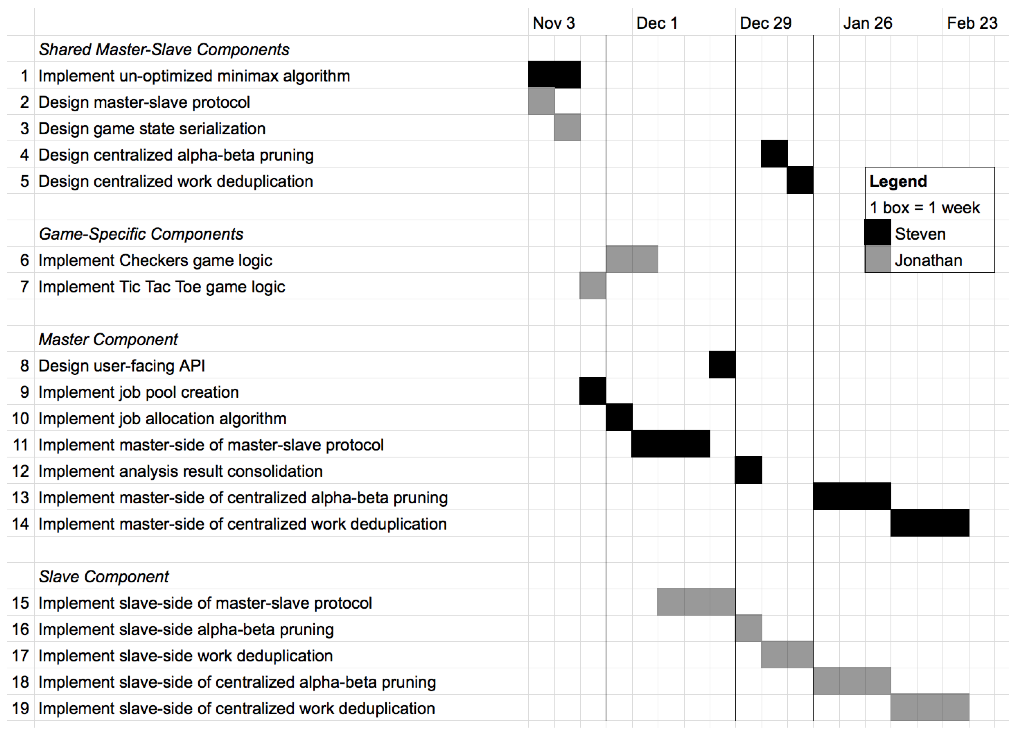 Nov 3 Dec 1 Dec 29 Jan 26 Feb 23
Shared Master-Slave Components
1 Implement un-optimized minimax algorithm
2 Design master-slave protocol
3 Design game state serialization
4 Design centralized alpha-beta pruning
5 Design centralized work deduplication
Legend
1 box = 1 week
Steven
Jonathan
Game-Specific Components
6 Implement Checkers game logic
7 Implement Tic Tac Toe game logic
Master Component
8 Design user-facing API
9 Implement job pool creation
10 Implement job allocation algorithm
11 Implement master-side of master-slave protocol
12 Implement analysis result consolidation
13 Implement master-side of centralized alpha-beta pruning
14 Implement master-side of centralized work deduplication
Slave Component
15 Implement slave-side of master-slave protocol
16 Implement slave-side alpha-beta pruning
17 Implement slave-side work deduplication
18 Implement slave-side of centralized alpha-beta pruning
19 Implement slave-side of centralized work deduplication